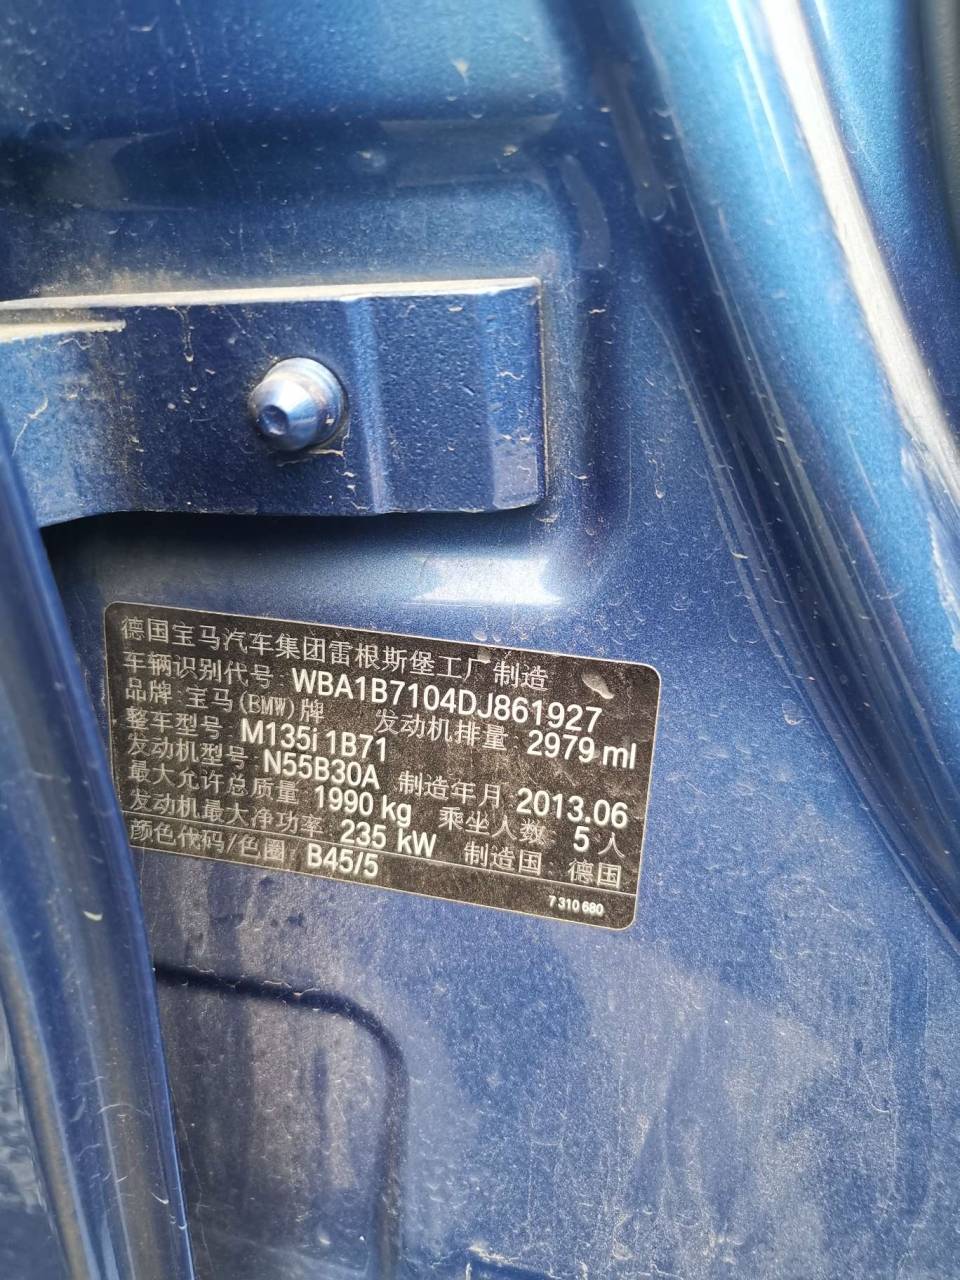 德国宝马汽车集团雷根斯堡工厂制造
车辆识别代号: WBA1B7104DJ861927
品牌: 宝马(BMW)牌 发动机排量: 2979 ml
整车型号: M135i 1B71
发动机型号: N55B30A 制造年月 2013.06
最大允许总质量 1990 kg 乘坐人数: 5 人
发动机最大净功率: 235 kW 制造国: 德国
颜色代码/色圈: B45/5
7 310 680